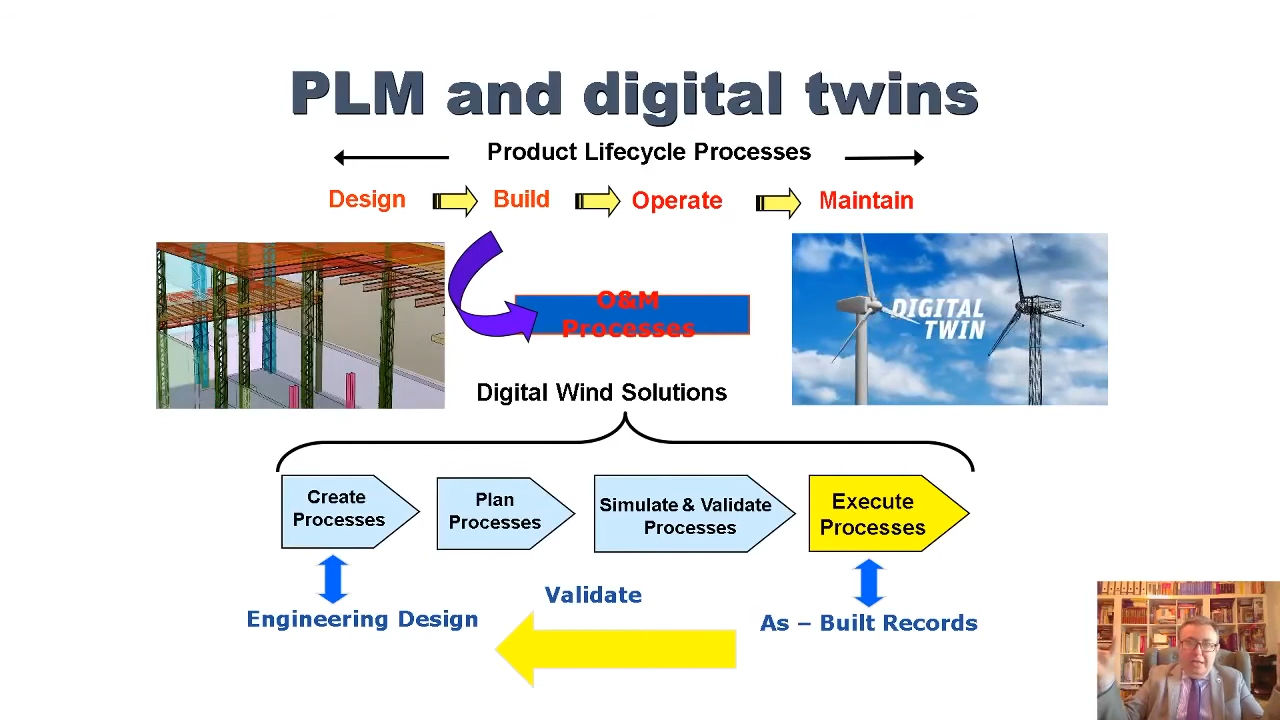 PLM and digital twins
Product Lifecycle Processes
Design Build Operate Maintain
O&M
Processes
DIGITAL
TWIN
Digital Wind Solutions
Create
Processes
Plan
Processes
Simulate & Validate
Processes
Execute
Processes
Validate
Engineering Design
As – Built Records